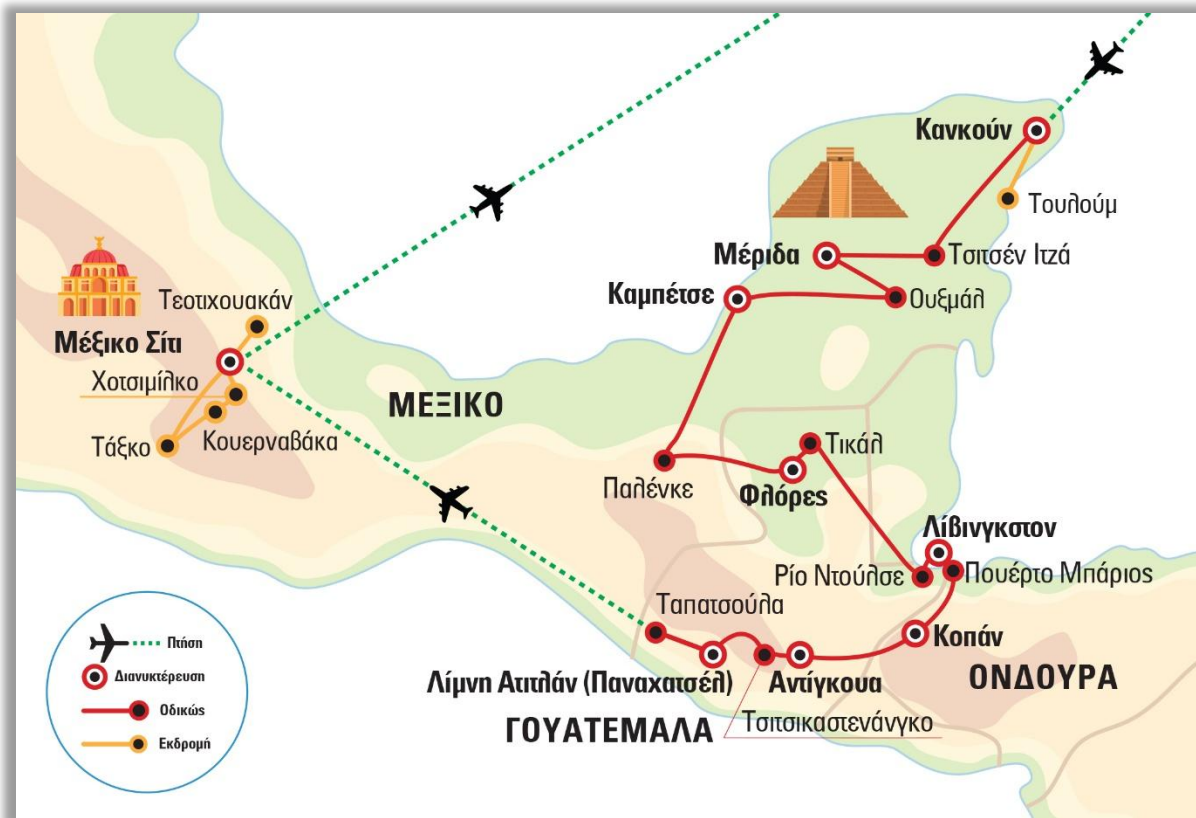 Κανκούν
Τουλούμ
Μέριδα
Τσιτσέν Ιτζά
Καμπέτσε
Ουξμάλ
Τεοτιχουακάν
Μέξικο Σίτι
Χοτσιμίλκο
ΜΕΞΙΚΟ
Τάξκο
Κουερναβάκα
Τικάλ
Παλένκε
Φλόρες
Λίβινγκστον
Ρίο Ντούλσε
Πουέρτο Μπάριος
Ταπατσούλα
Κοπάν
Λίμνη Ατιτλάν (Παναχατσέλ)
Αντίγκουα
ΟΝΔΟΥΡΑ
ΓΟΥΑΤΕΜΑΛΑ
Τσιτσικαστενάνγκο
Πτήση
Διανυκτέρευση
Οδικώς
Εκδρομή